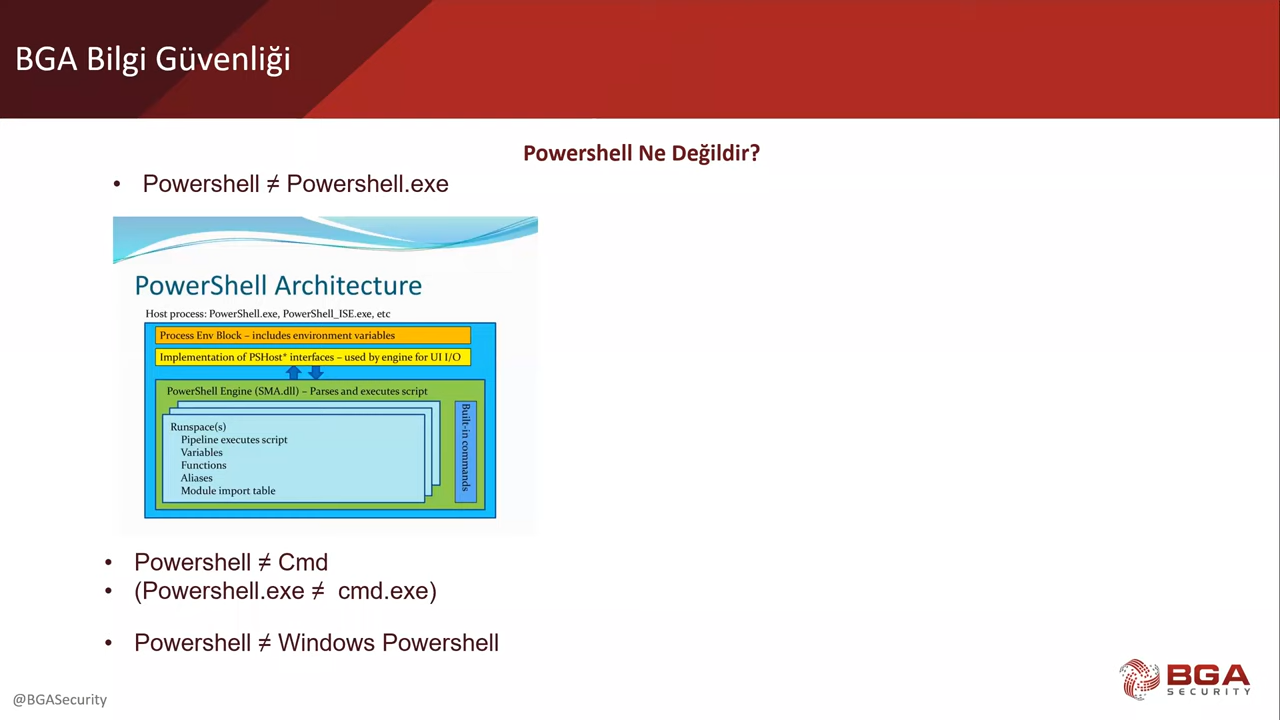 BGA Bilgi Güvenliği
Powershell Ne Değildir?
• Powershell ≠ Powershell.exe
PowerShell Architecture
Host process: PowerShell.exe, PowerShell_ISE.exe, etc
Process Env Block – includes environment variables
Implementation of PSHost* interfaces – used by engine for UI I/O
PowerShell Engine (SMA.dll) – Parses and executes script
Runspace(s)
Pipeline executes script
Variables
Functions
Aliases
Module import table
Built-in commands
• Powershell ≠ Cmd
• (Powershell.exe ≠ cmd.exe)
• Powershell ≠ Windows Powershell
BGA
SECURITY
@BGASecurity